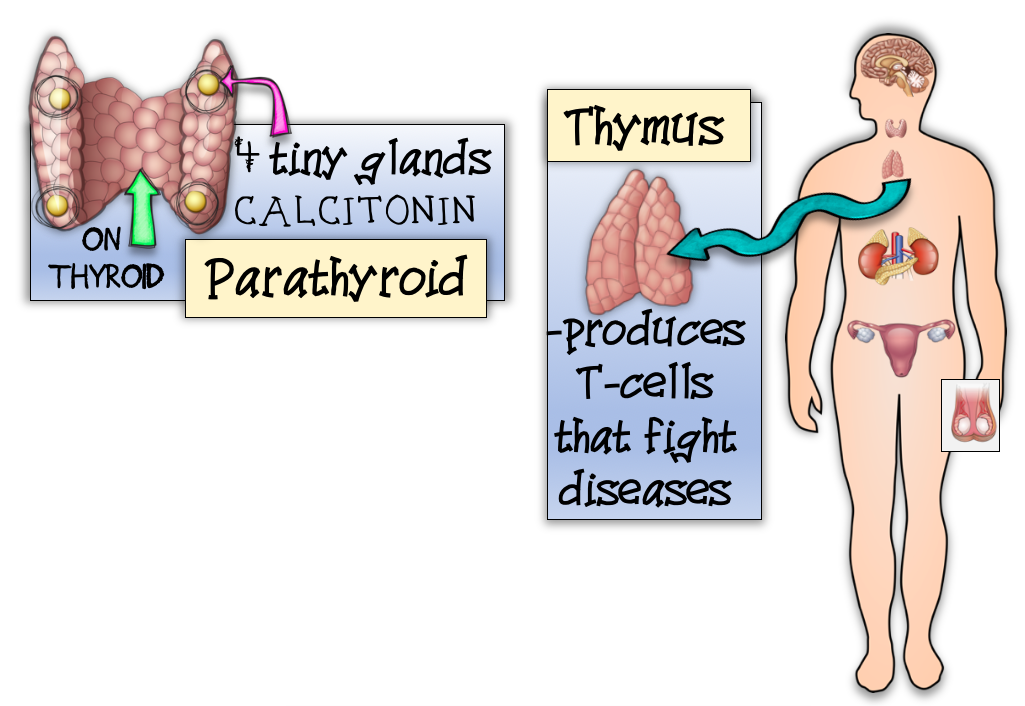 4 tiny glands
CALCITONIN
ON
THYROID
Parathyroid
Thymus
-produces
T-cells
that fight
diseases